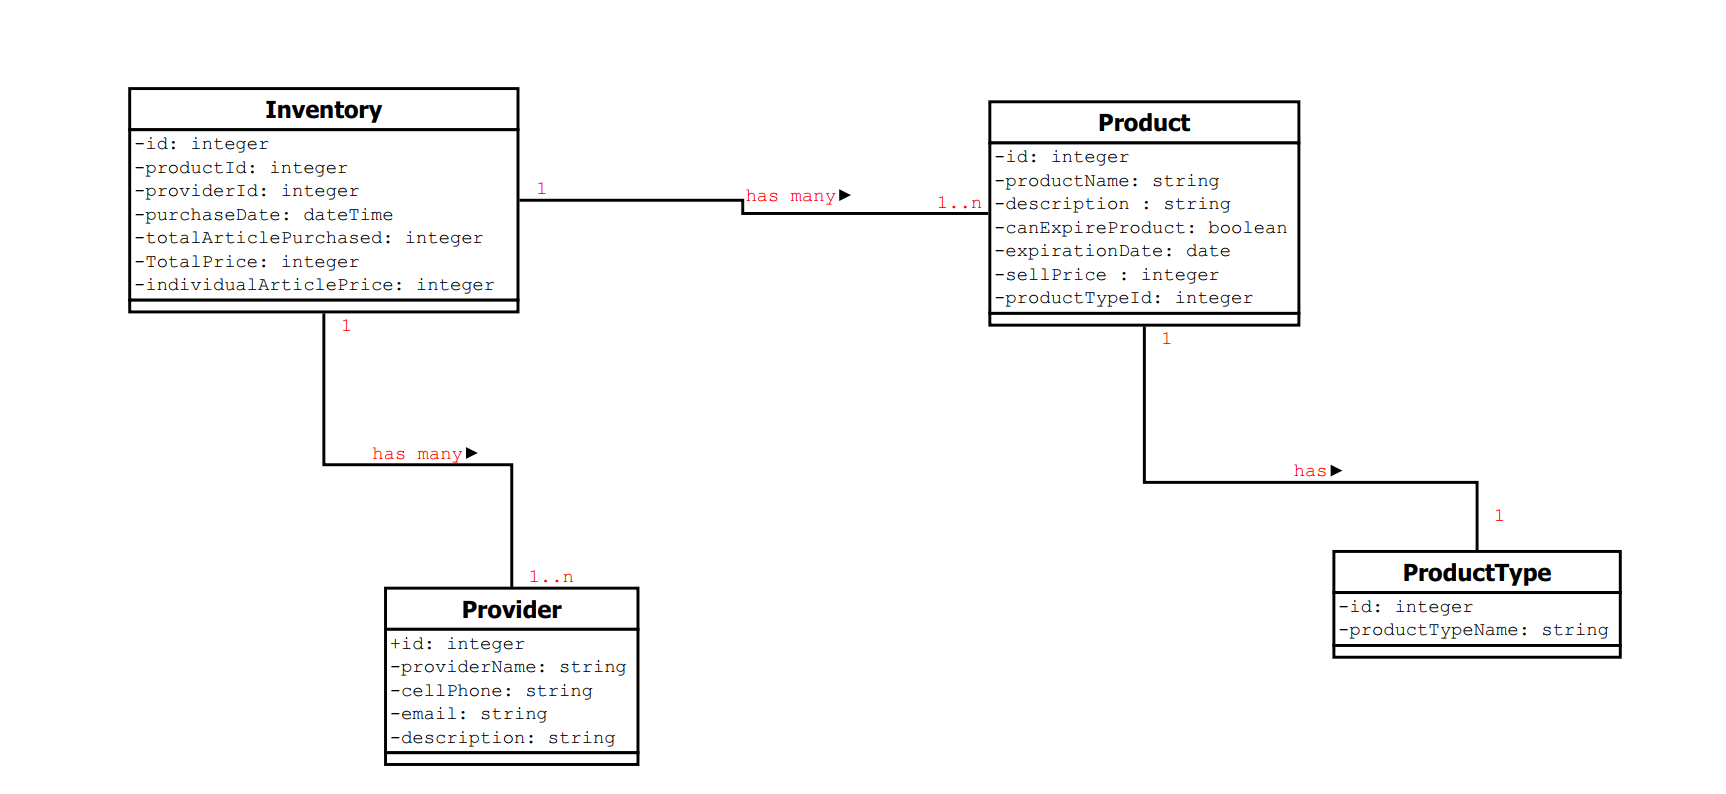 Inventory
-id: integer
-productId: integer
-providerId: integer
-purchaseDate: dateTime
-totalArticlePurchased: integer
-TotalPrice: integer
-individualArticlePrice: integer
1
has many►
1..n
Product
-id: integer
-productName: string
-description : string
-canExpireProduct: boolean
-expirationDate: date
-sellPrice : integer
-productTypeId: integer
1
has many►
1..n
1
has►
1
Provider
+id: integer
-providerName: string
-cellPhone: string
-email: string
-description: string
ProductType
-id: integer
-productTypeName: string